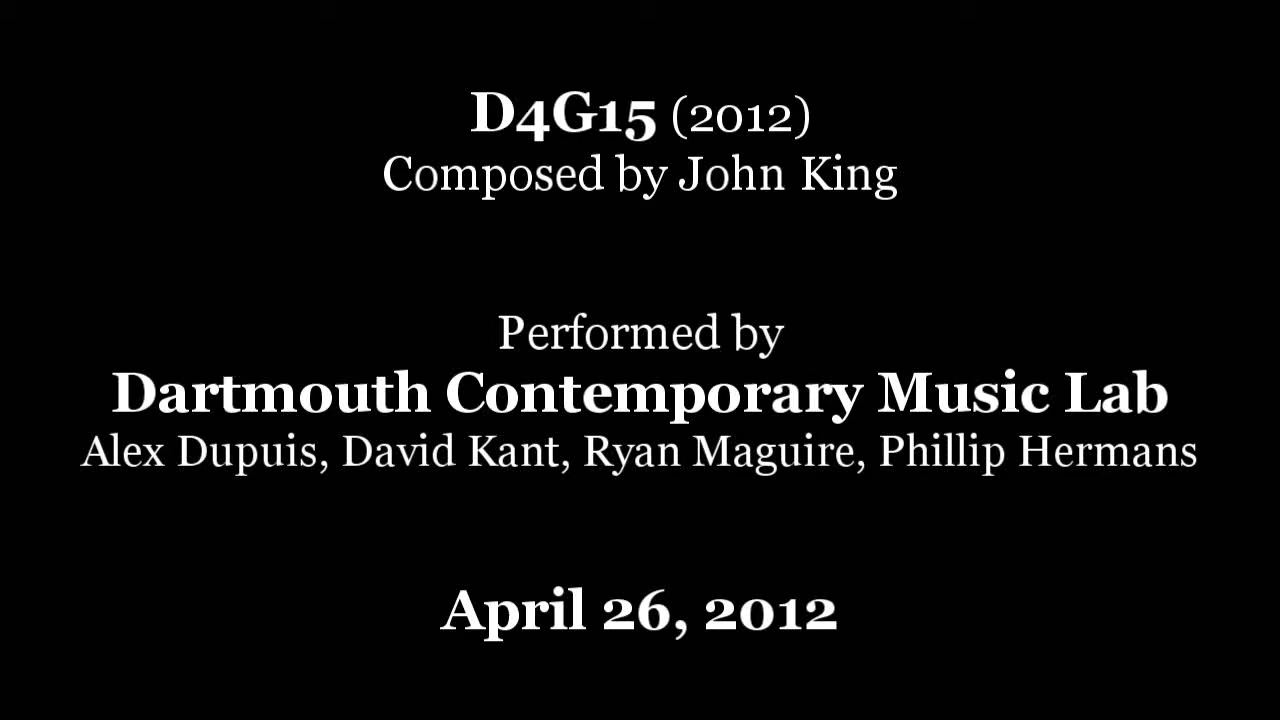 D4G15 (2012)
Composed by John King
Performed by
Dartmouth Contemporary Music Lab
Alex Dupuis, David Kant, Ryan Maguire, Phillip Hermans
April 26, 2012